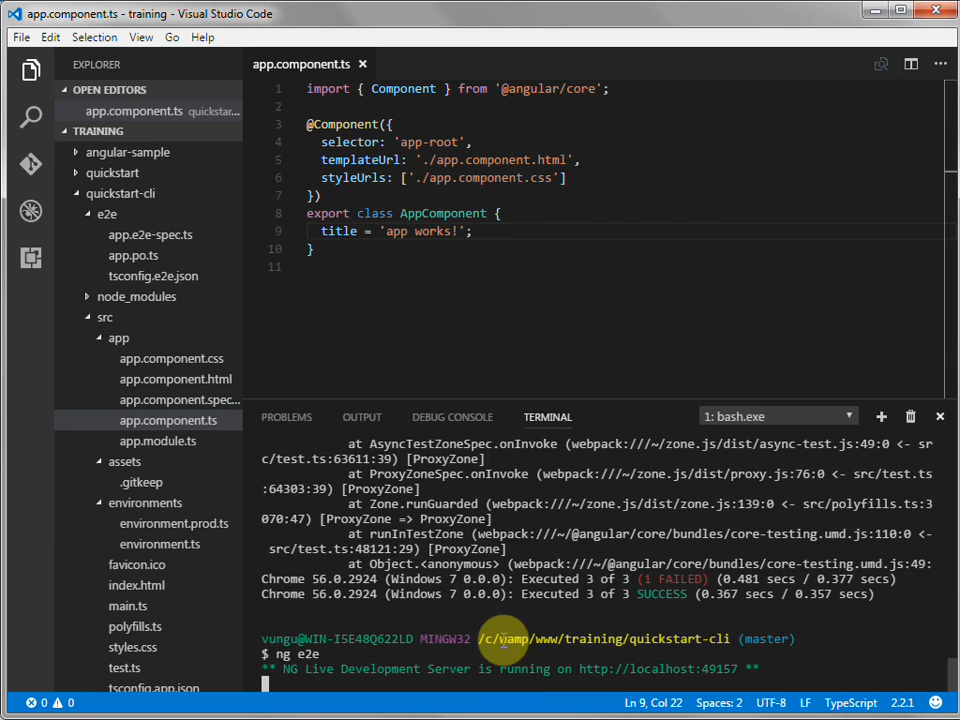 app.component.ts - training - Visual Studio Code
File Edit Selection View Go Help
EXPLORER
OPEN EDITORS
app.component.ts quickstar...
TRAINING
angular-sample
quickstart
quickstart-cli
e2e
app.e2e-spec.ts
app.po.ts
tsconfig.e2e.json
node_modules
src
app
app.component.css
app.component.html
app.component.spec...
app.component.ts
app.module.ts
assets
.gitkeep
environments
environment.prod.ts
environment.ts
favicon.ico
index.html
main.ts
polyfills.ts
styles.css
test.ts
tsconfig.app.json
app.component.ts
1 import { Component } from '@angular/core';
2
3 @Component({
4 selector: 'app-root',
5 templateUrl: './app.component.html',
6 styleUrls: ['./app.component.css']
7 })
8 export class AppComponent {
9 title = 'app works!';
10 }
11
PROBLEMS OUTPUT DEBUG CONSOLE TERMINAL 1: bash.exe
at AsyncTestZoneSpec.onInvoke (webpack:///~/zone.js/dist/async-test.js:49:0 <- sr
c/test.ts:63611:39) [ProxyZone]
at ProxyZoneSpec.onInvoke (webpack:///~/zone.js/dist/proxy.js:76:0 <- src/test.ts
:64303:39) [ProxyZone]
at Zone.runGuarded (webpack:///~/zone.js/dist/zone.js:139:0 <- src/polyfills.ts:3
070:47) [ProxyZone => ProxyZone]
at runInTestZone (webpack:///~/@angular/core/bundles/core-testing.umd.js:110:0 <-
src/test.ts:48121:29) [ProxyZone]
at Object.<anonymous> (webpack:///~/@angular/core/bundles/core-testing.umd.js:49:
Chrome 56.0.2924 (Windows 7 0.0.0): Executed 3 of 3 (1 FAILED) (0.481 secs / 0.377 secs)
Chrome 56.0.2924 (Windows 7 0.0.0): Executed 3 of 3 SUCCESS (0.367 secs / 0.357 secs)
vungu@WIN-I5E48Q622LD MINGW32 /c/wamp/www/training/quickstart-cli (master)
$ ng e2e
** NG Live Development Server is running on http://localhost:49157 **
0 0 Ln 9, Col 22 Spaces: 2 UTF-8 LF TypeScript 2.2.1